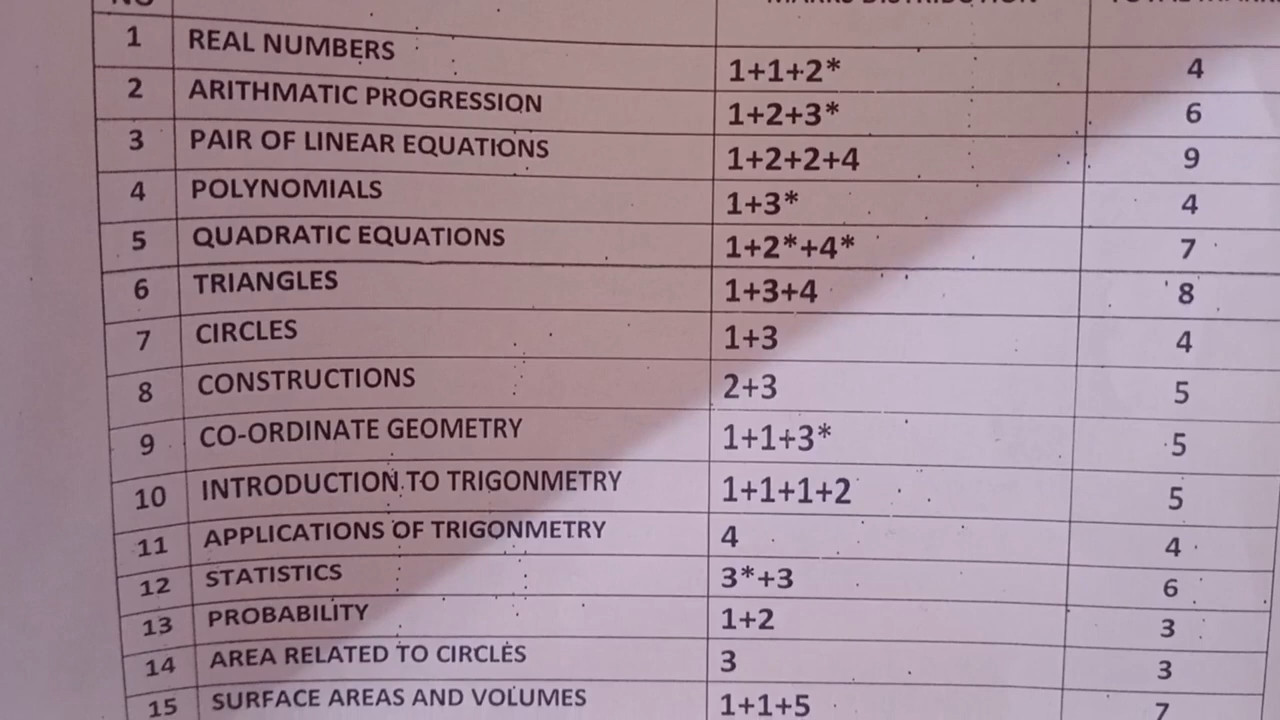 1 REAL NUMBERS 1+1+2* 4
2 ARITHMATIC PROGRESSION 1+2+3* 6
3 PAIR OF LINEAR EQUATIONS 1+2+2+4 9
4 POLYNOMIALS 1+3* 4
5 QUADRATIC EQUATIONS 1+2*+4* 7
6 TRIANGLES 1+3+4 8
7 CIRCLES 1+3 4
8 CONSTRUCTIONS 2+3 5
9 CO-ORDINATE GEOMETRY 1+1+3* 5
10 INTRODUCTION TO TRIGONMETRY 1+1+1+2 5
11 APPLICATIONS OF TRIGONMETRY 4 4
12 STATISTICS 3*+3 6
13 PROBABILITY 1+2 3
14 AREA RELATED TO CIRCLES 3 3
15 SURFACE AREAS AND VOLUMES 1+1+5 7